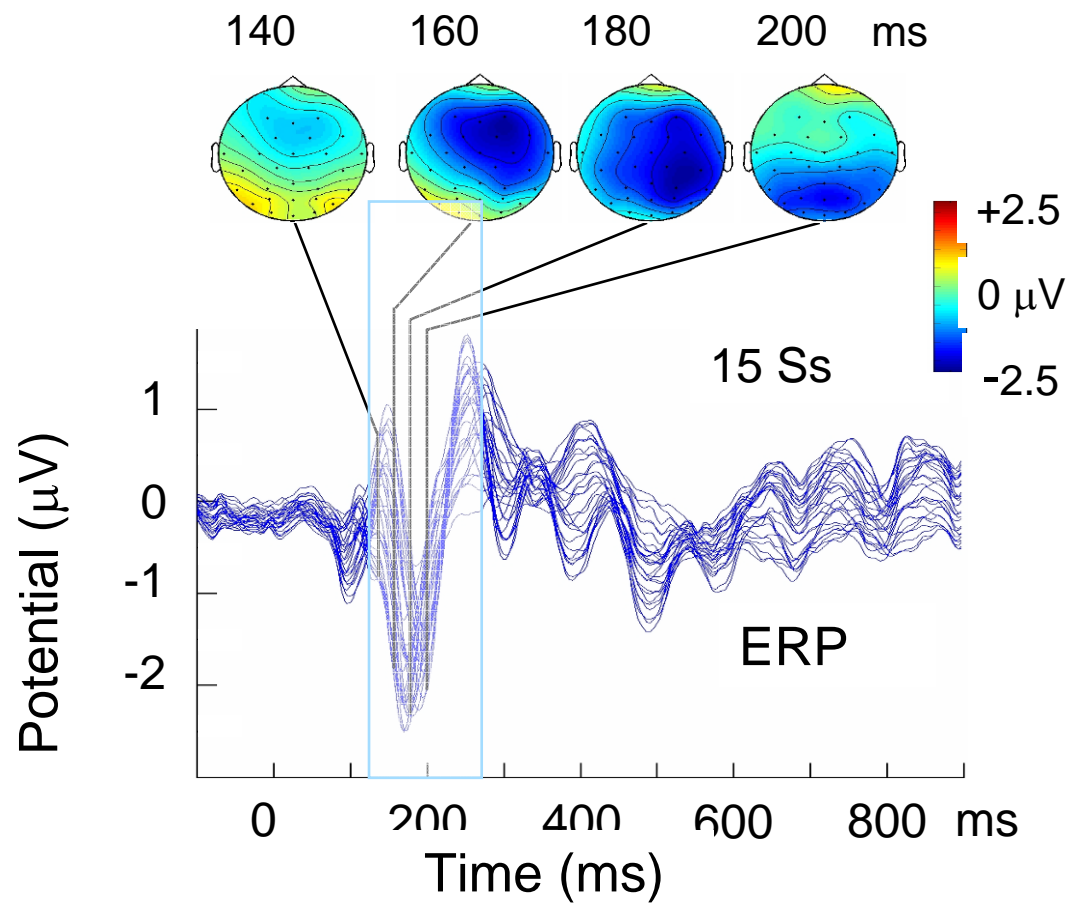 140 160 180 200 ms
+2.5
0 μV
-2.5
15 Ss
1
0
-1
-2
Potential (μV)
ERP
0 200 400 600 800 ms
Time (ms)